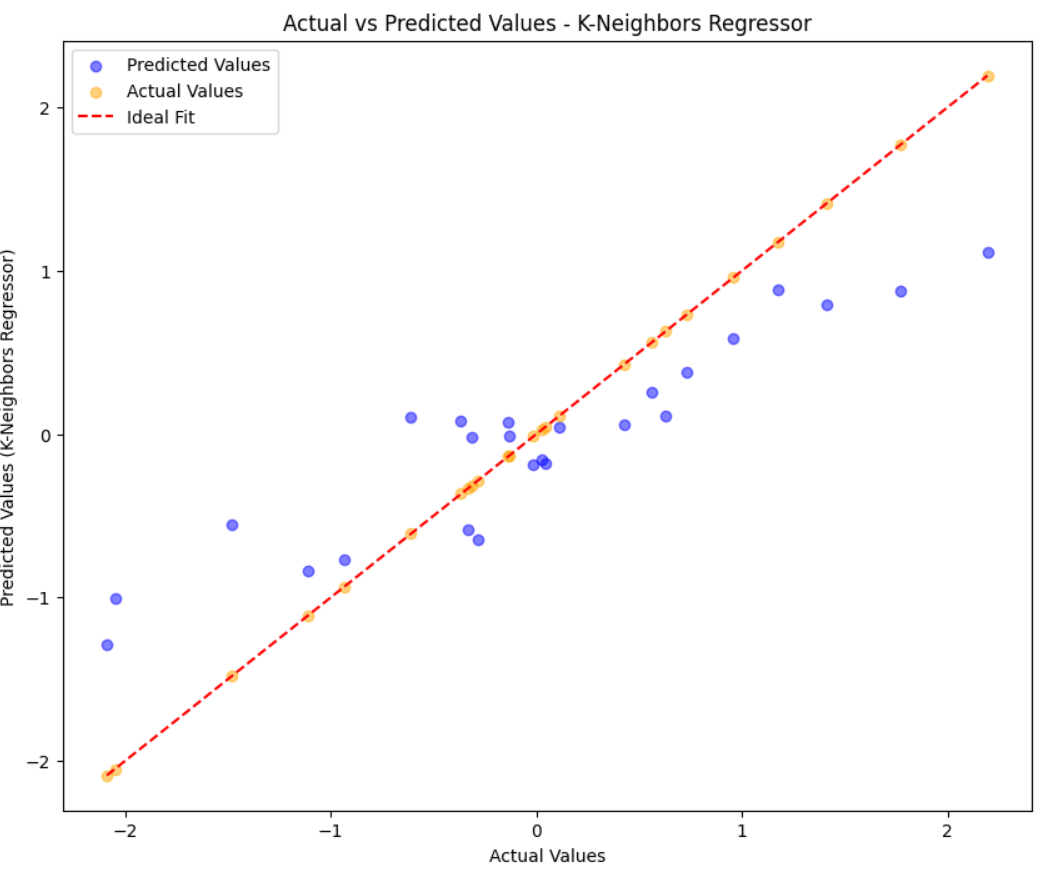 Actual vs Predicted Values - K-Neighbors Regressor
Predicted Values
Actual Values
Ideal Fit
Predicted Values (K-Neighbors Regressor)
2
1
0
−1
−2
−2
−1
0
1
2
Actual Values